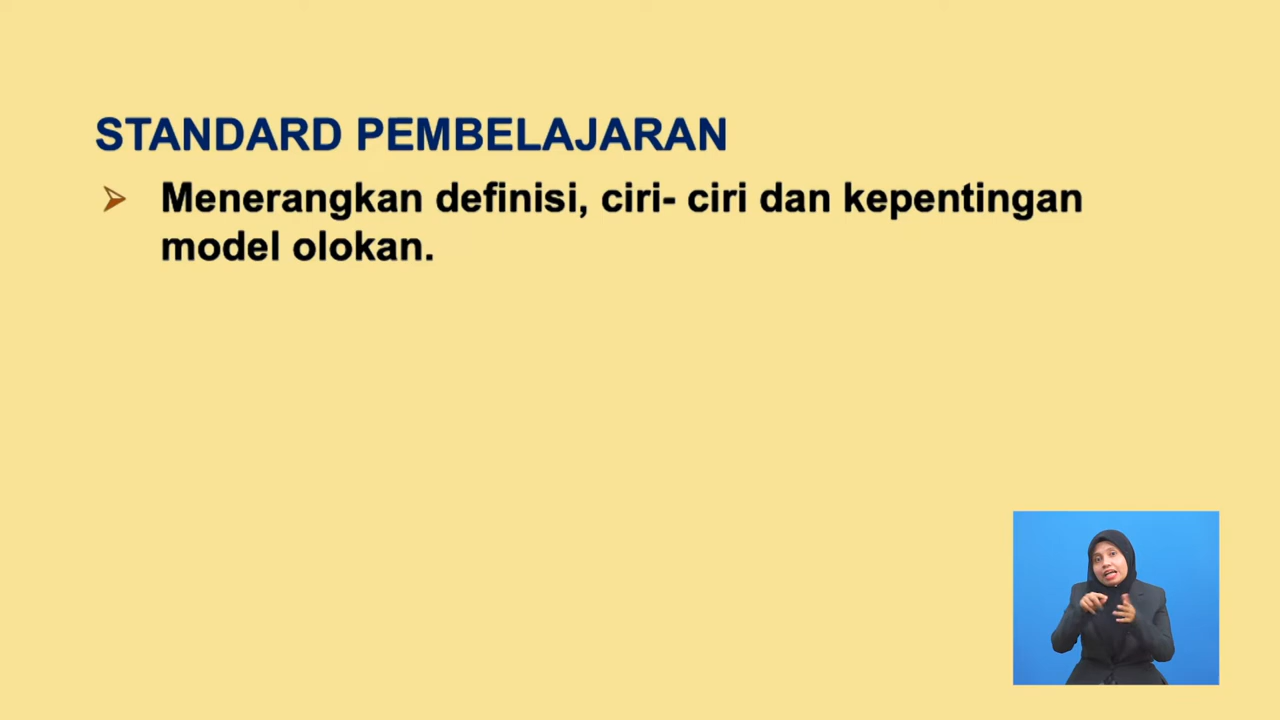 STANDARD PEMBELAJARAN
Menerangkan definisi, ciri- ciri dan kepentingan
model olokan.